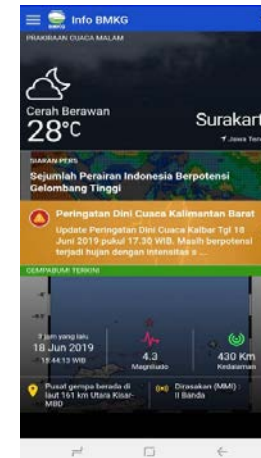 BMKG
Info BMKG
PRAKIRAAN CUACA MALAM
Cerah Berawan
28°C
Surakart
Jawa Ten
SIARAN PERS
Sejumlah Perairan Indonesia Berpotensi
Gelombang Tinggi
Peringatan Dini Cuaca Kalimantan Barat
Update Peringatan Dini Cuaca Kalbar Tgl 18
Juni 2019 pukul 17.30 WIB. Masih berpotensi
terjadi hujan dengan intensitas s ...
GEMPABUMI TERKINI
jam yang lalu
18 Jun 2019
15:44:13 WIB
4.3
Magnitudo
430 Km
Kedalaman
Pusat gempa berada di
laut 161 km Utara Kisar-
MBD
Dirasakan (MMI) :
II Banda